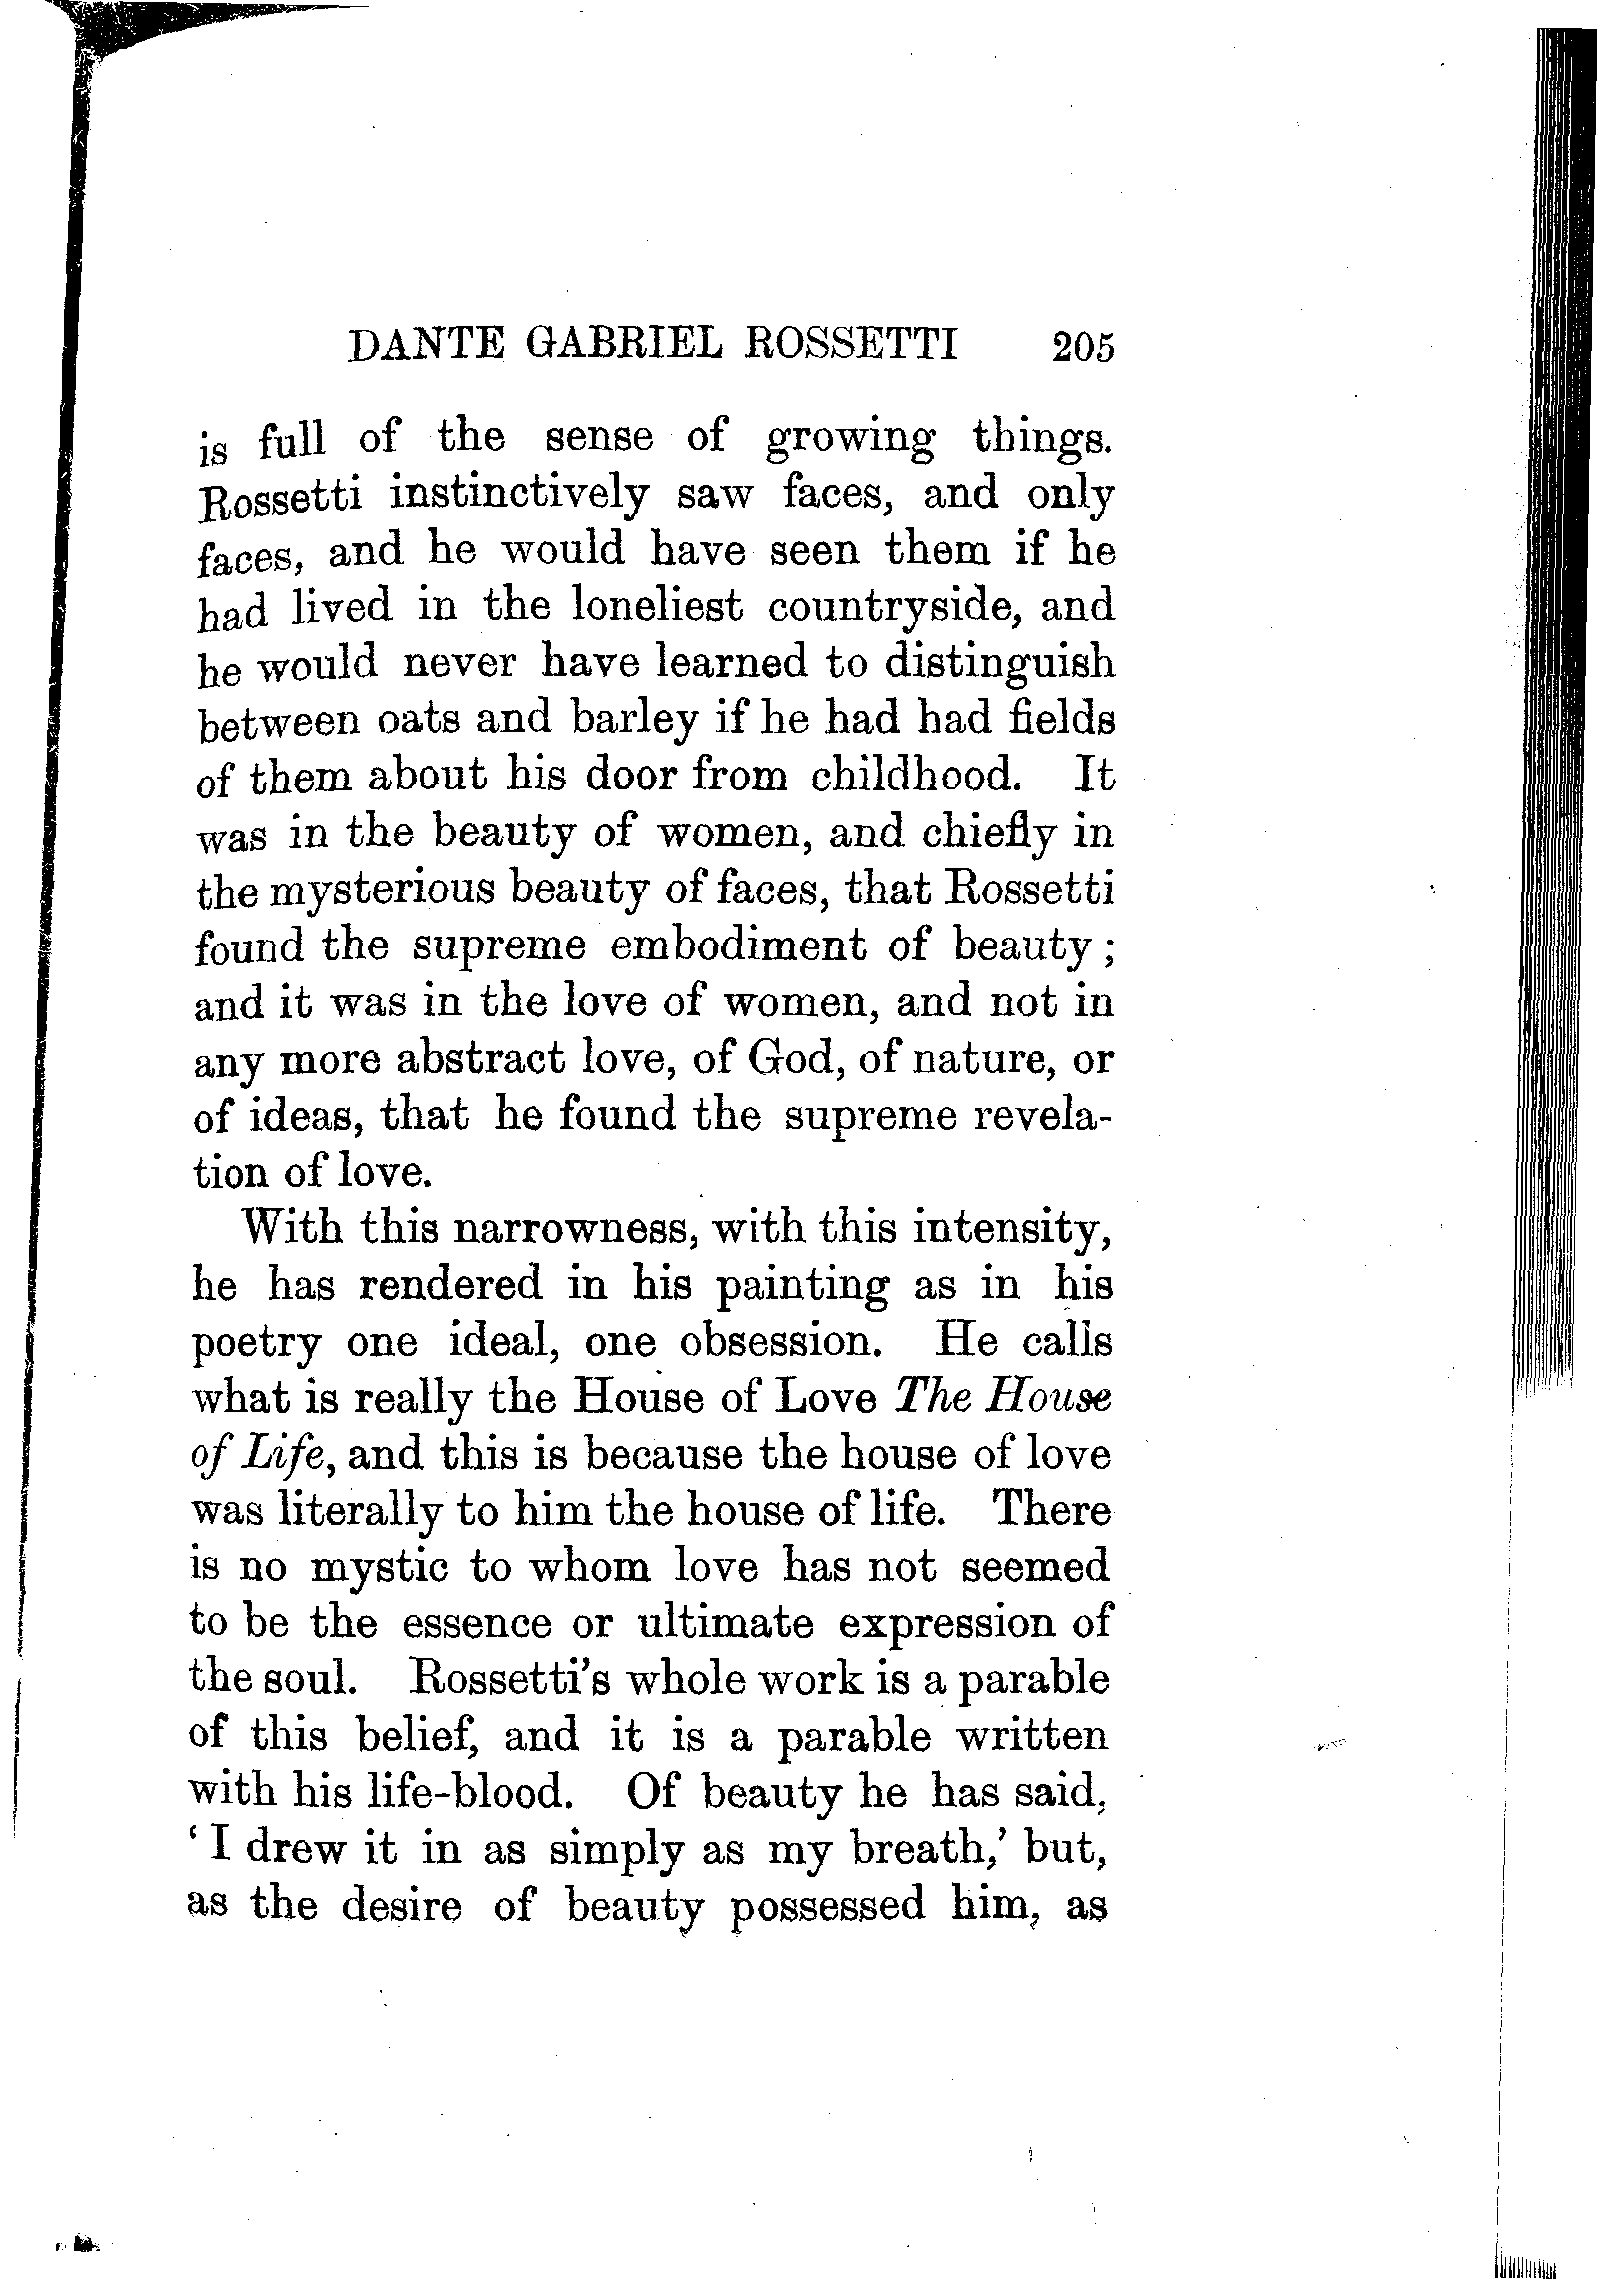 DANTE GABRIEL ROSSETTI 205
is full of the sense of growing things.
Rossetti instinctively saw faces, and only
faces, and he would have seen them if he
had lived in the loneliest countryside, and
he would never have learned to distinguish
between oats and barley if he had had fields
of them about his door from childhood. It
was in the beauty of women, and chiefly in
the mysterious beauty of faces, that Rossetti
found the supreme embodiment of beauty ;
and it was in the love of women, and not in
any more abstract love, of God, of nature, or
of ideas, that he found the supreme revela-
tion of love.
With this narrowness, with this intensity,
he has rendered in his painting as in his
poetry one ideal, one obsession. He calls
what is really the House of Love The House
of Life, and this is because the house of love
was literally to him the house of life. There
is no mystic to whom love has not seemed
to be the essence or ultimate expression of
the soul. Rossetti's whole work is a parable
of this belief, and it is a parable written
with his life-blood. Of beauty he has said,
' I drew it in as simply as my breath,' but,
as the desire of beauty possessed him, as